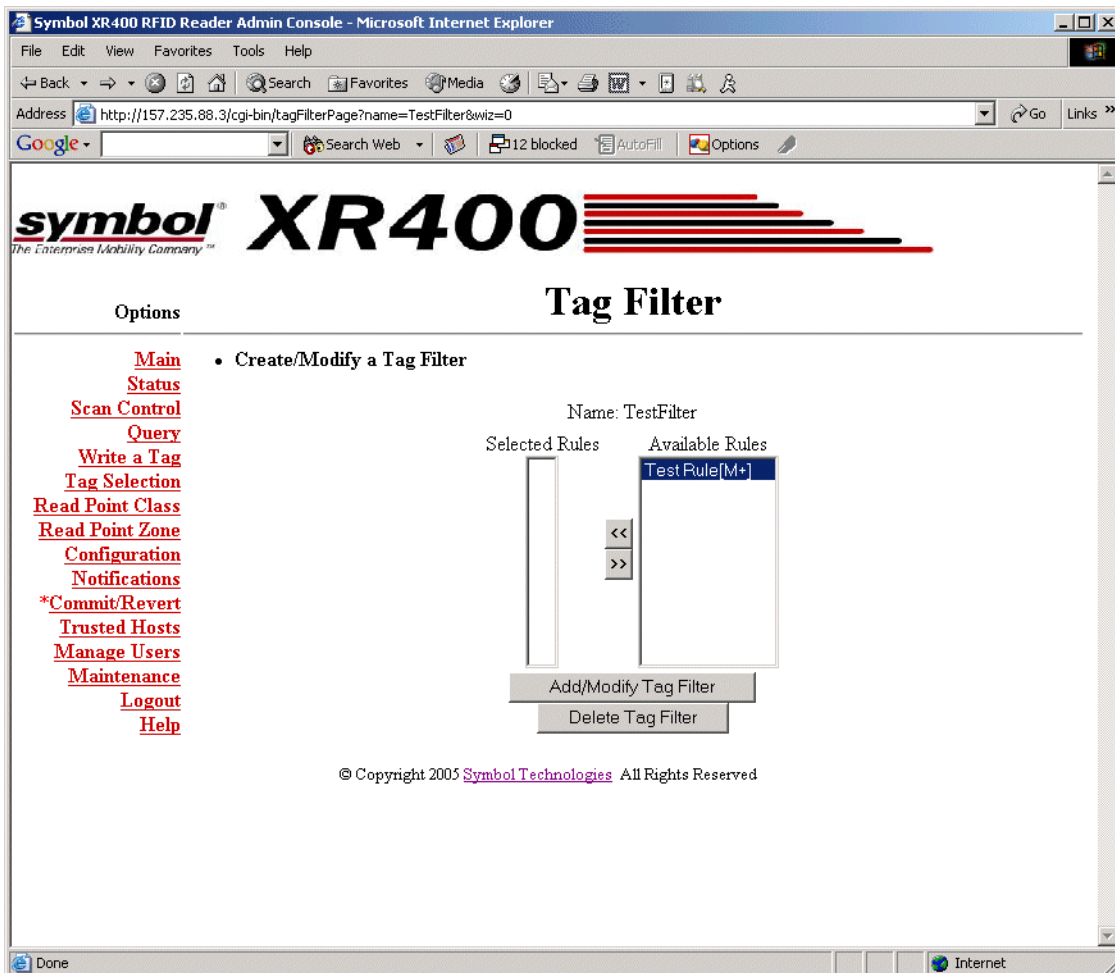 Symbol XR400 RFID Reader Admin Console - Microsoft Internet Explorer
File Edit View Favorites Tools Help
Back Search Favorites Media
Address http://157.235.88.3/cgi-bin/tagFilterPage?name=TestFilter&wiz=0 Go Links »
Google Search Web 12 blocked AutoFill Options
symbol® XR400
The Enterprise Mobility Company ™
Options
Tag Filter
Main
Status
Scan Control
Query
Write a Tag
Tag Selection
Read Point Class
Read Point Zone
Configuration
Notifications
*Commit/Revert
Trusted Hosts
Manage Users
Maintenance
Logout
Help
• Create/Modify a Tag Filter
Name: TestFilter
Selected Rules Available Rules
Test Rule[M+]
<<
>>
Add/Modify Tag Filter
Delete Tag Filter
© Copyright 2005 Symbol Technologies All Rights Reserved
Done Internet